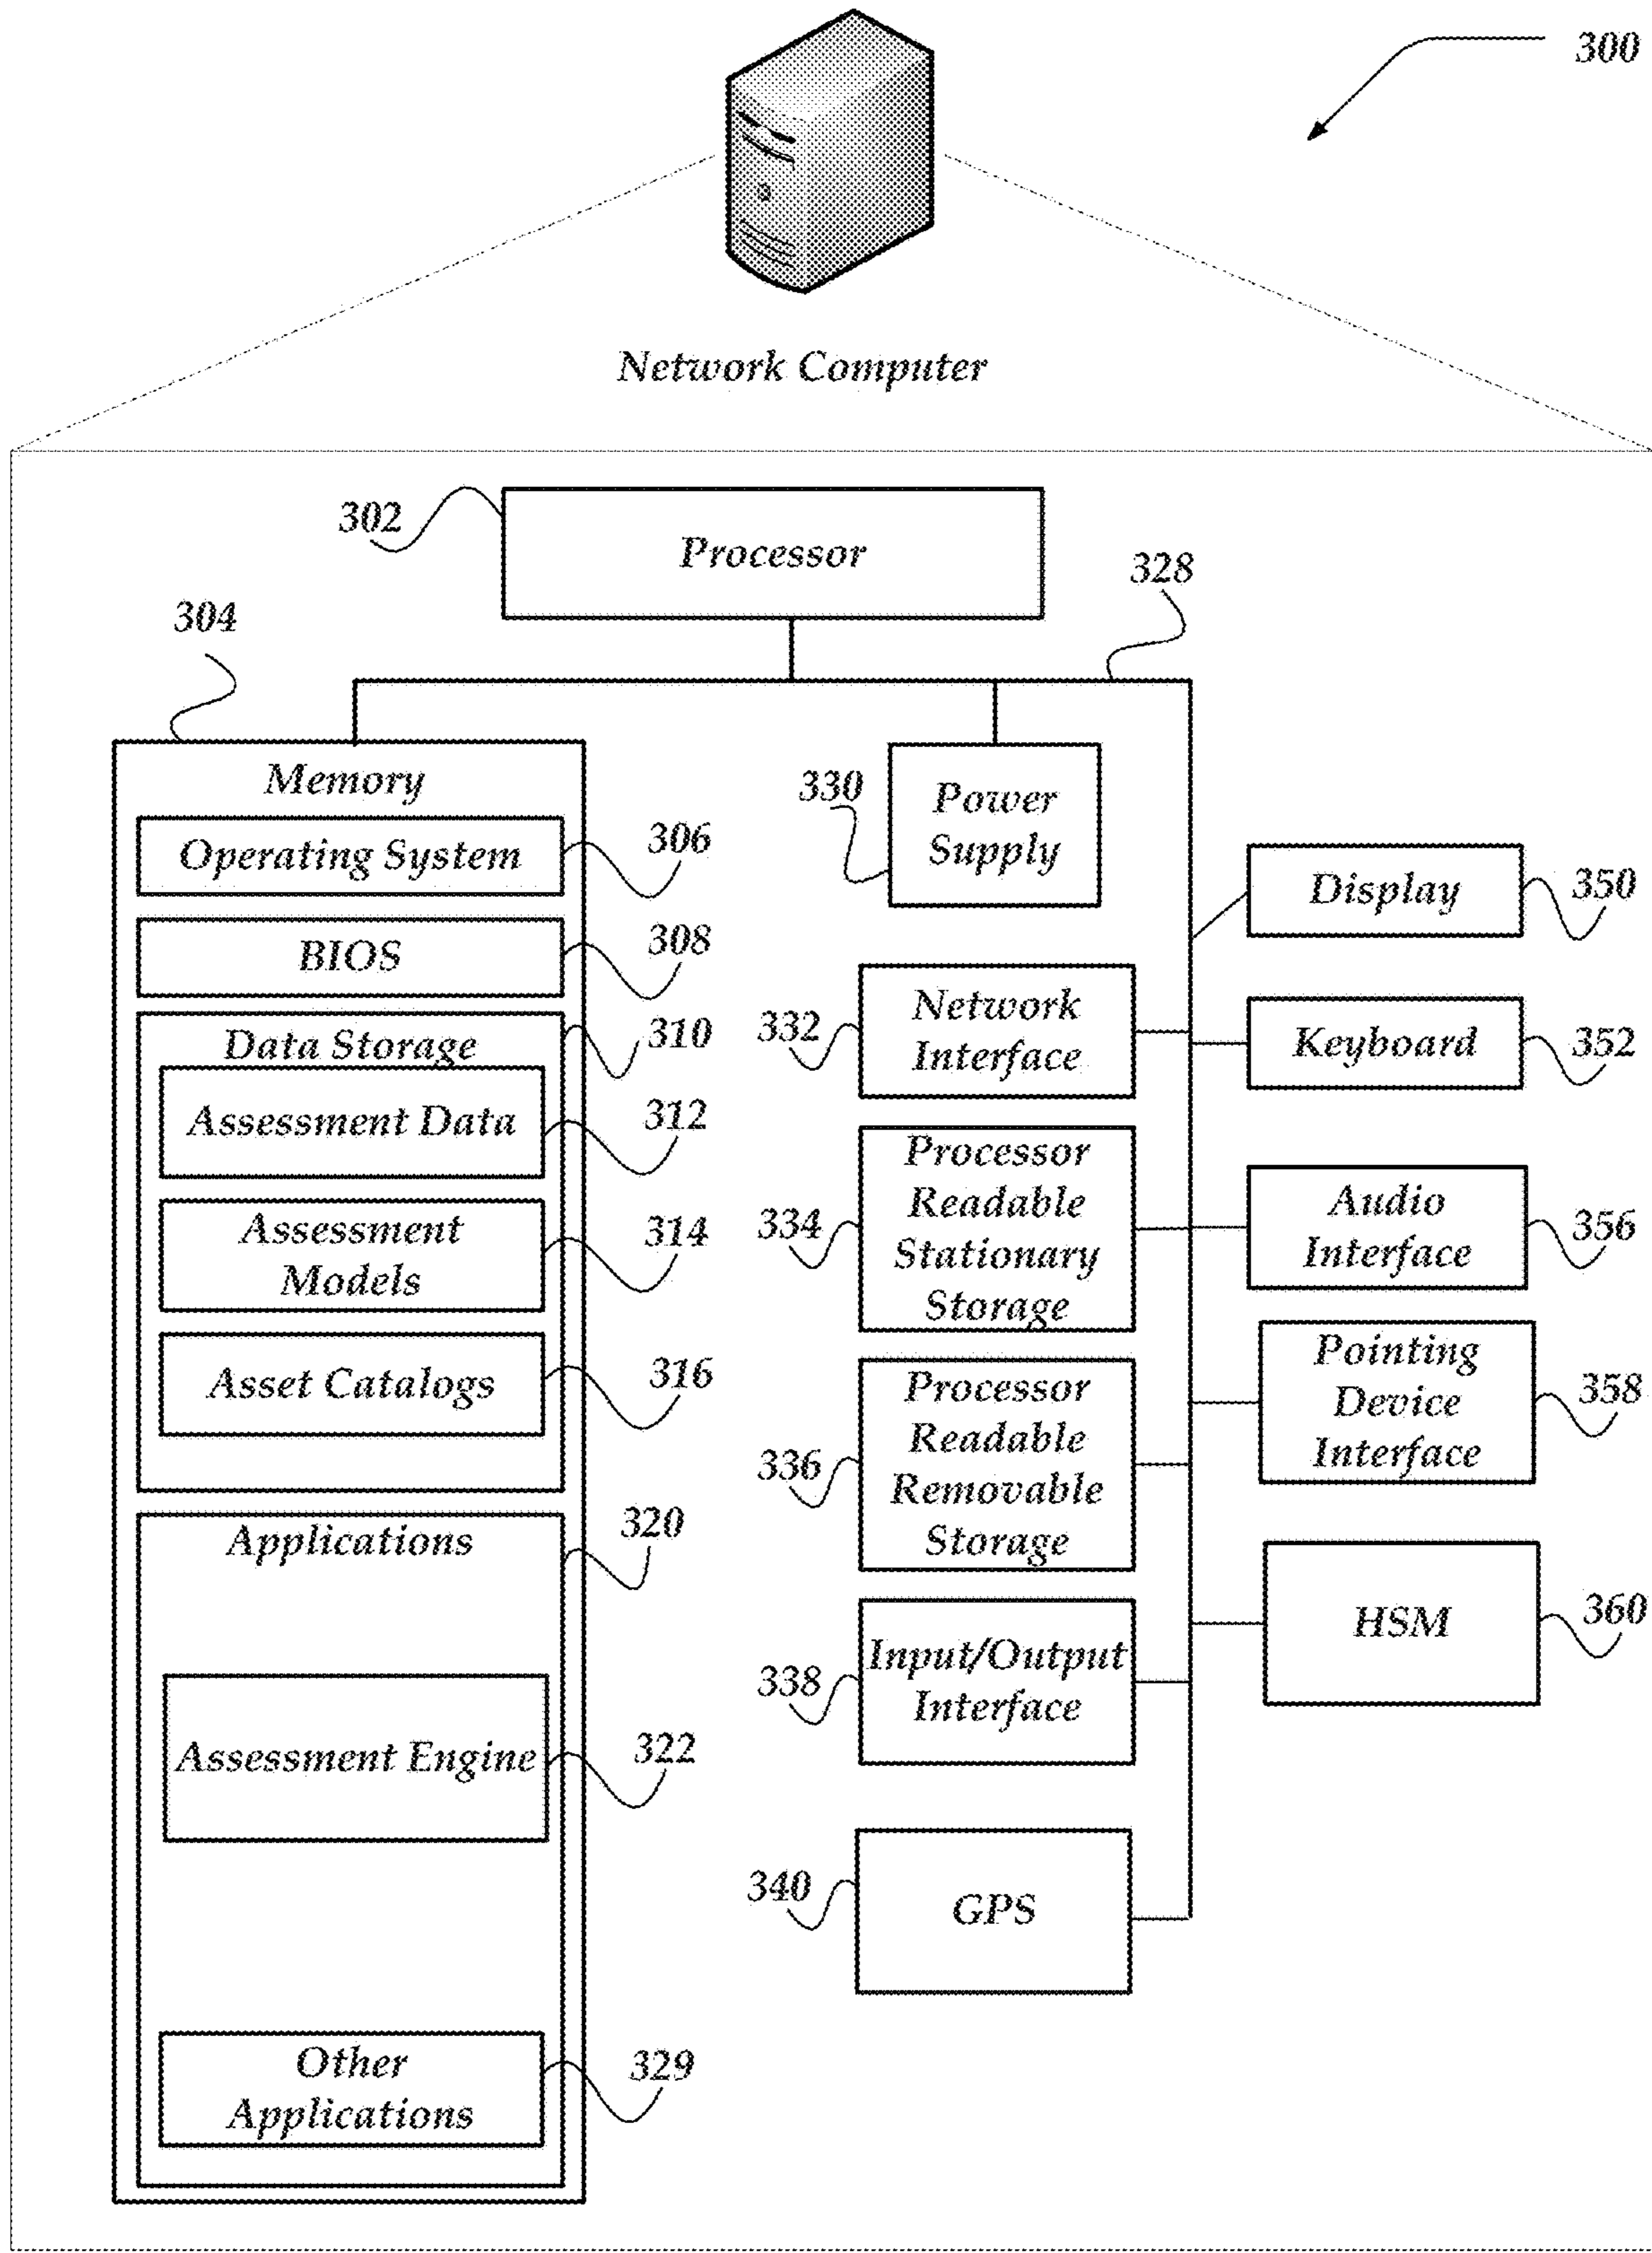 300
Network Computer
302
Processor
328
304
Memory
Operating System
306
BIOS
308
Data Storage
310
Assessment Data
312
Assessment
Models
314
Asset Catalogs
316
Applications
320
Assessment Engine
322
Other
Applications
329
330
Power
Supply
332
Network
Interface
334
Processor
Readable
Stationary
Storage
336
Processor
Readable
Removable
Storage
338
Input/Output
Interface
340
GPS
Display
350
Keyboard
352
Audio
Interface
356
Pointing
Device
Interface
358
HSM
360